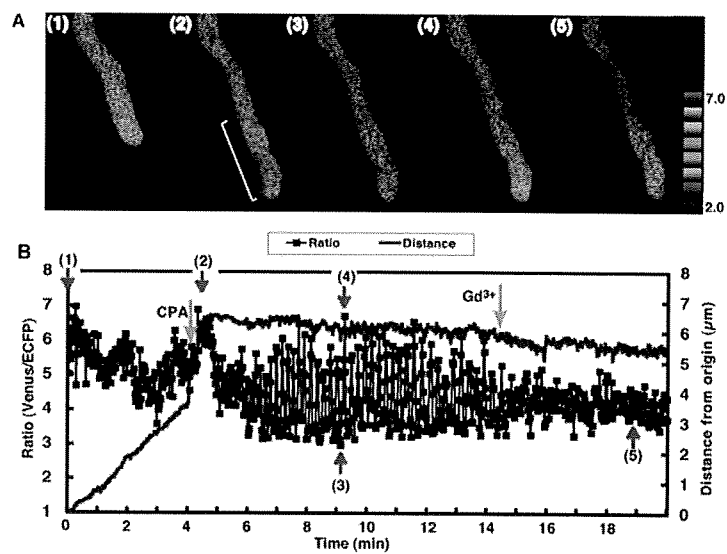 A
(1) (2) (3) (4) (5)
7.0
2.0
B
Ratio Distance
(1) (2) (4)
CPA
Gd³⁺
(3)
(5)
Ratio (Venus/ECFP)
8
7
6
5
4
3
2
1
Distance from origin (μm)
8
7
6
5
4
3
2
1
0
0 2 4 6 8 10 12 14 16 18
Time (min)